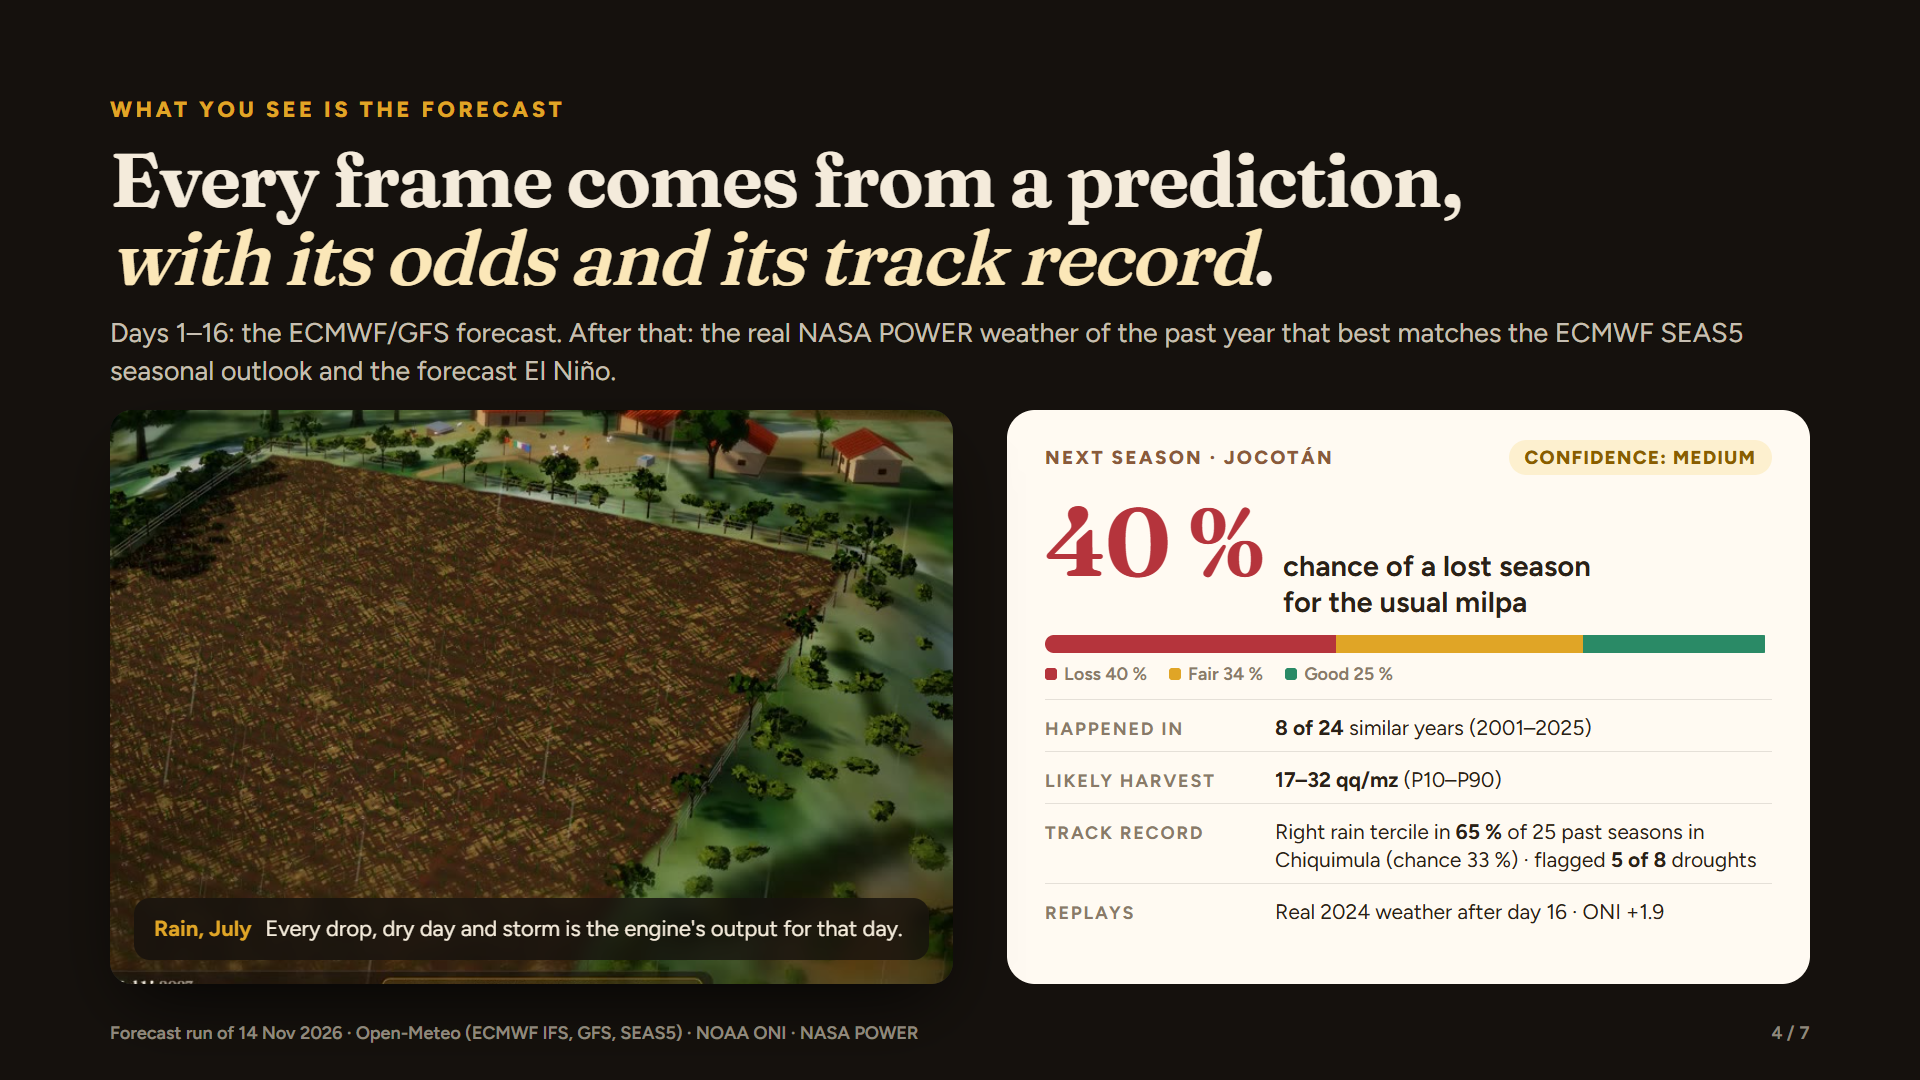 WHAT YOU SEE IS THE FORECAST
Every frame comes from a prediction,
with its odds and its track record.
Days 1–16: the ECMWF/GFS forecast. After that: the real NASA POWER weather of the past year that best matches the ECMWF SEAS5
seasonal outlook and the forecast El Niño.
Rain, July Every drop, dry day and storm is the engine's output for that day.
NEXT SEASON · JOCOTÁN
CONFIDENCE: MEDIUM
40 %
chance of a lost season
for the usual milpa
Loss 40 % Fair 34 % Good 25 %
HAPPENED IN 8 of 24 similar years (2001–2025)
LIKELY HARVEST 17–32 qq/mz (P10–P90)
TRACK RECORD Right rain tercile in 65 % of 25 past seasons in
Chiquimula (chance 33 %) · flagged 5 of 8 droughts
REPLAYS Real 2024 weather after day 16 · ONI +1.9
Forecast run of 14 Nov 2026 · Open-Meteo (ECMWF IFS, GFS, SEAS5) · NOAA ONI · NASA POWER
4 / 7